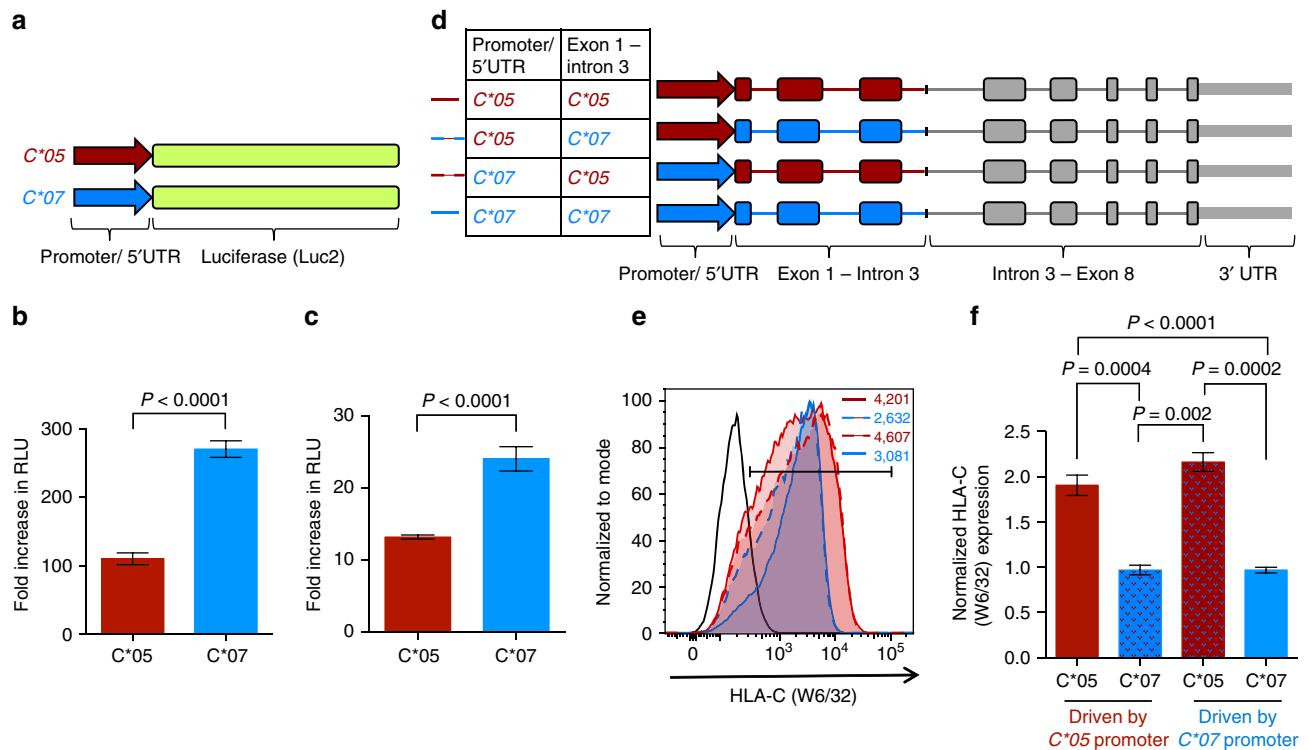 a
C*05
C*07
Promoter/ 5′UTR
Luciferase (Luc2)
d
Promoter/
5′UTR
Exon 1 –
intron 3
C*05
C*05
C*05
C*07
C*07
C*05
C*07
C*07
Promoter/ 5′UTR
Exon 1 – Intron 3
Intron 3 – Exon 8
3′ UTR
b
P < 0.0001
Fold increase in RLU
300
200
100
0
C*05
C*07
c
P < 0.0001
Fold increase in RLU
30
20
10
0
C*05
C*07
e
Normalized to mode
100
80
60
40
20
0
4,201
2,632
4,607
3,081
0
10³
10⁴
10⁵
HLA-C (W6/32)
f
P < 0.0001
P = 0.0004
P = 0.0002
P = 0.002
Normalized HLA-C
(W6/32) expression
2.5
2.0
1.5
1.0
0.5
0.0
C*05
C*07
C*05
C*07
Driven by
C*05 promoter
Driven by
C*07 promoter